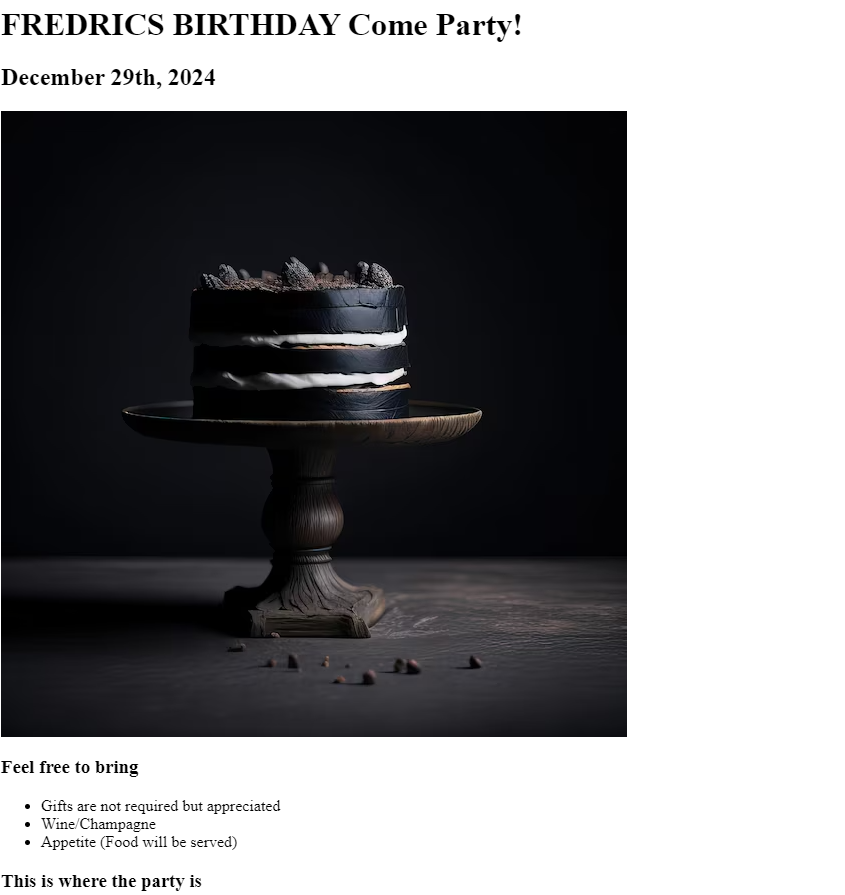 FREDRICS BIRTHDAY Come Party!
December 29th, 2024
Feel free to bring
Gifts are not required but appreciated
Wine/Champagne
Appetite (Food will be served)
This is where the party is